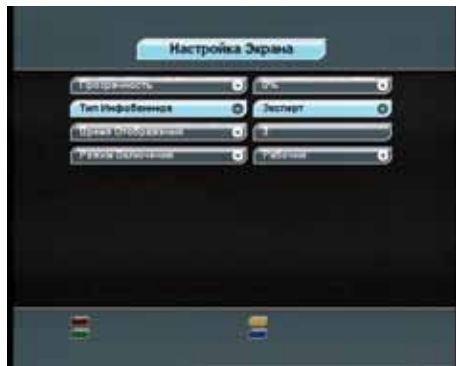 Настройка Экрана
Прозрачность 0%
Тип Инфобаннера Эксперт
Время Отображения 3
Режим Включения Рабочий